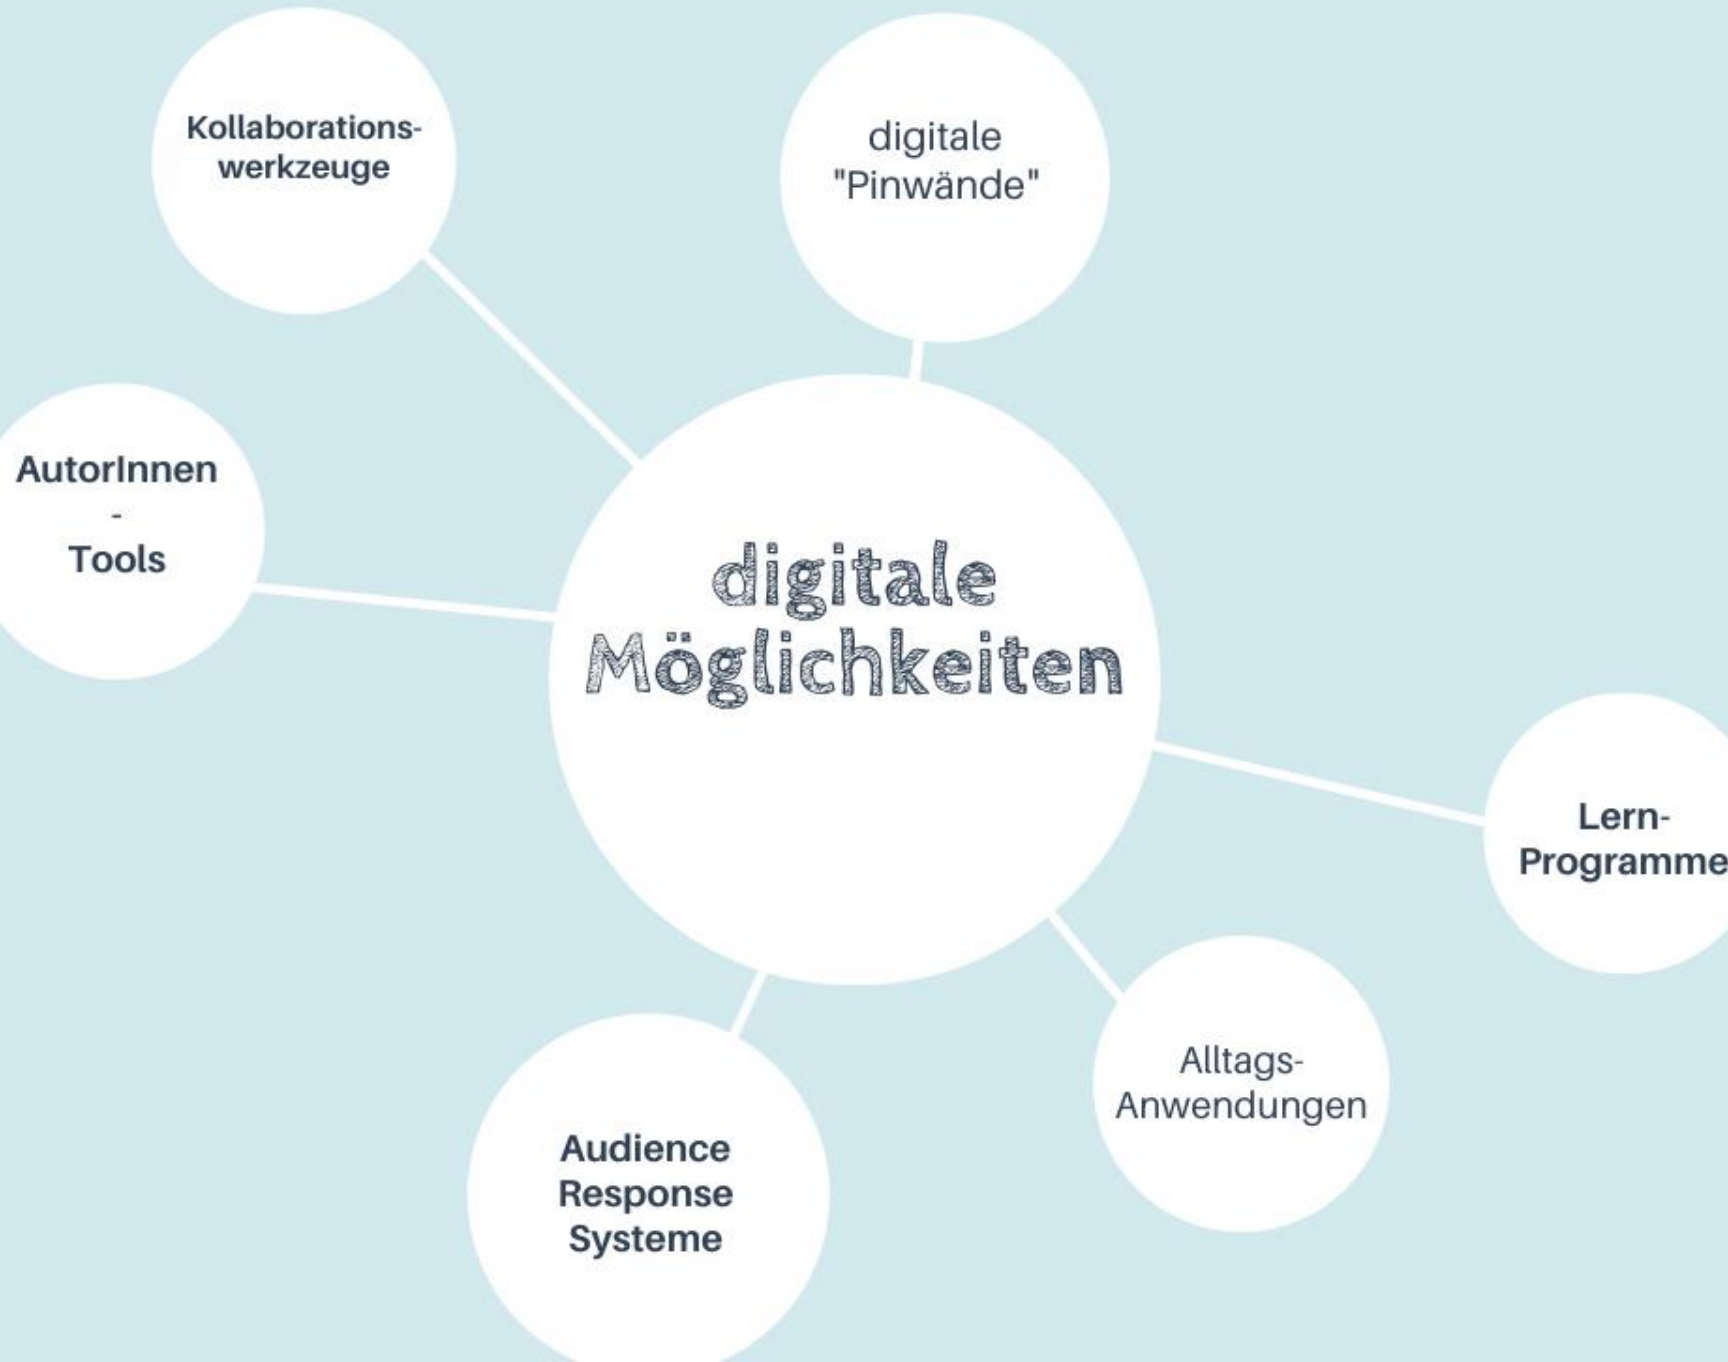 Kollaborations-
werkzeuge
digitale
"Pinwände"
AutorInnen
-
Tools
digitale
Möglichkeiten
Lern-
Programme
Alltags-
Anwendungen
Audience
Response
Systeme